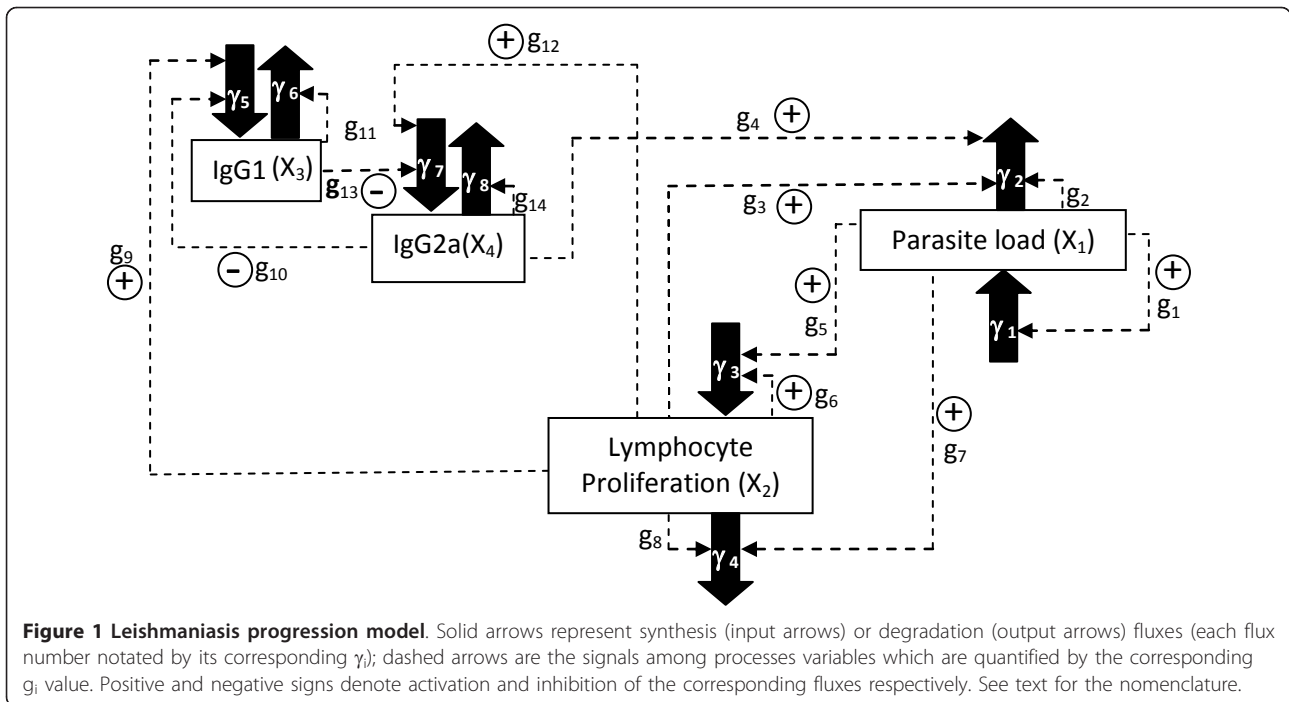 + g12
γ5 γ6
g11
IgG1 (X3)
g13 −
γ7 γ8
g14
IgG2a(X4)
g9
+
− g10
g4 +
γ2
g3 +
g2
Parasite load (X1)
+
g1
γ1
+
g5
γ3
+ g6
+
g7
Lymphocyte
Proliferation (X2)
g8
γ4
Figure 1 Leishmaniasis progression model. Solid arrows represent synthesis (input arrows) or degradation (output arrows) fluxes (each flux
number notated by its corresponding γi); dashed arrows are the signals among processes variables which are quantified by the corresponding
gi value. Positive and negative signs denote activation and inhibition of the corresponding fluxes respectively. See text for the nomenclature.